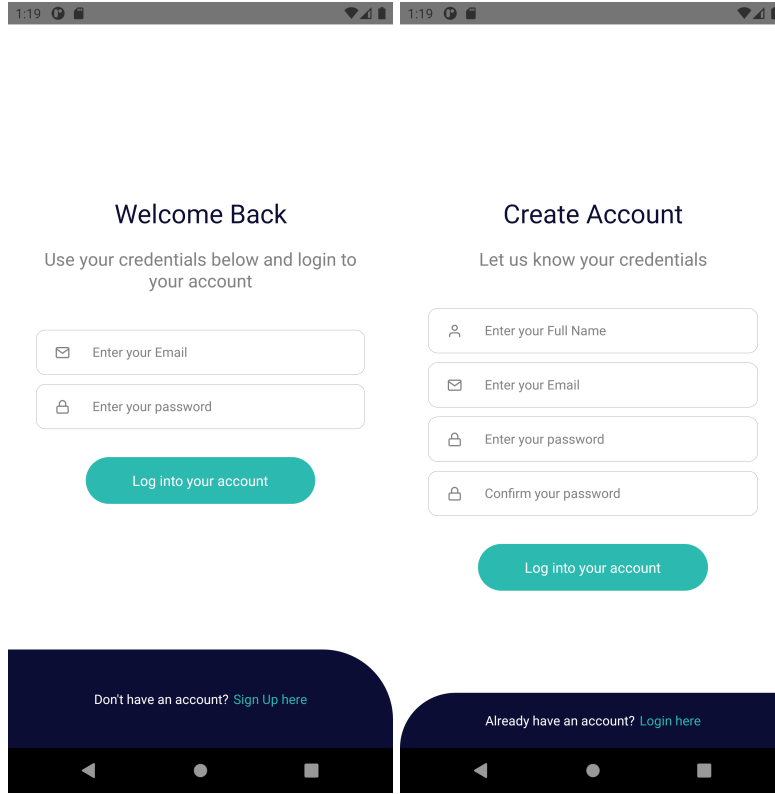 1:19
Welcome Back
Use your credentials below and login to
your account
Enter your Email
Enter your password
Log into your account
Don't have an account? Sign Up here
1:19
Create Account
Let us know your credentials
Enter your Full Name
Enter your Email
Enter your password
Confirm your password
Log into your account
Already have an account? Login here